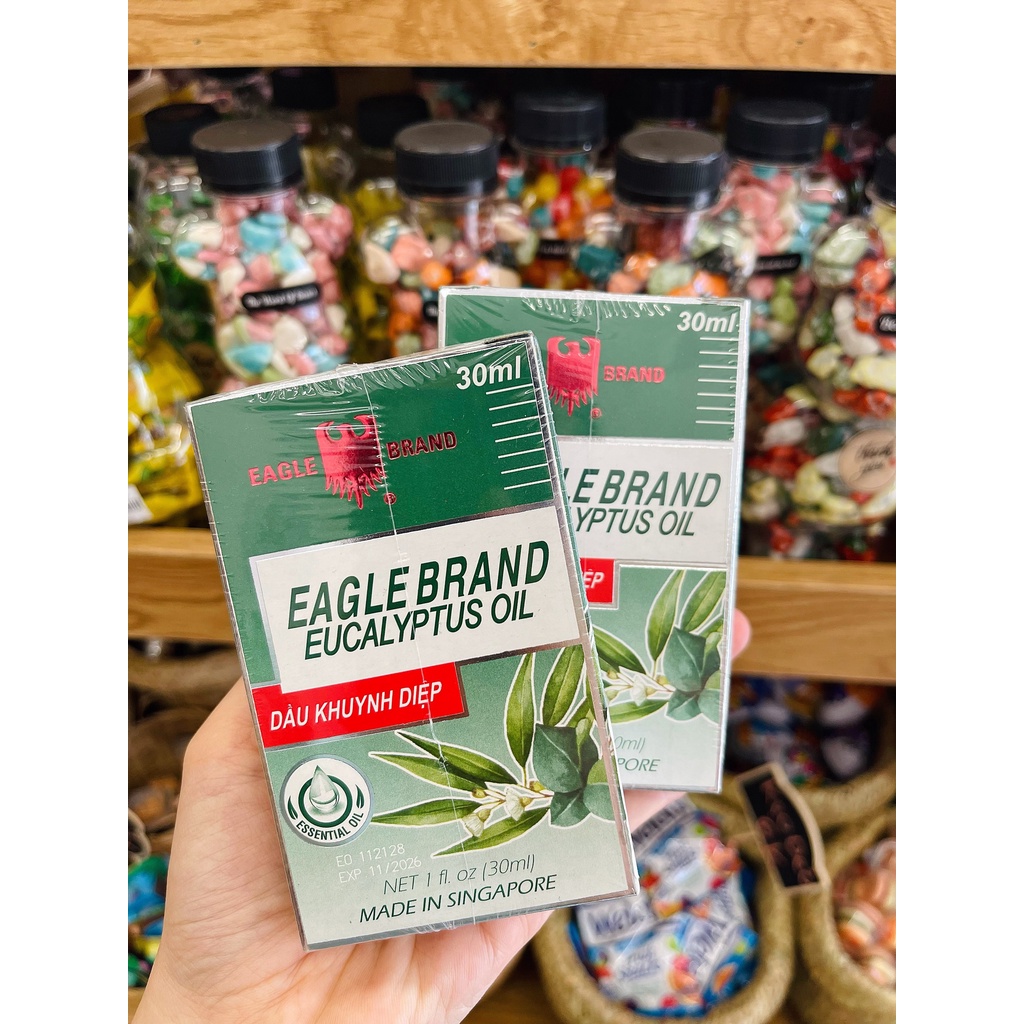 30ml
EAGLE BRAND
®
EAGLE BRAND
EUCALYPTUS OIL
DẦU KHUYNH DIỆP
ESSENTIAL OIL
EO 112128
EXP 11/2026
NET 1 fl. oz (30ml)
MADE IN SINGAPORE
30ml
BRAND
®
LE BRAND
LYPTUS OIL
ỆP
0ml)
PORE